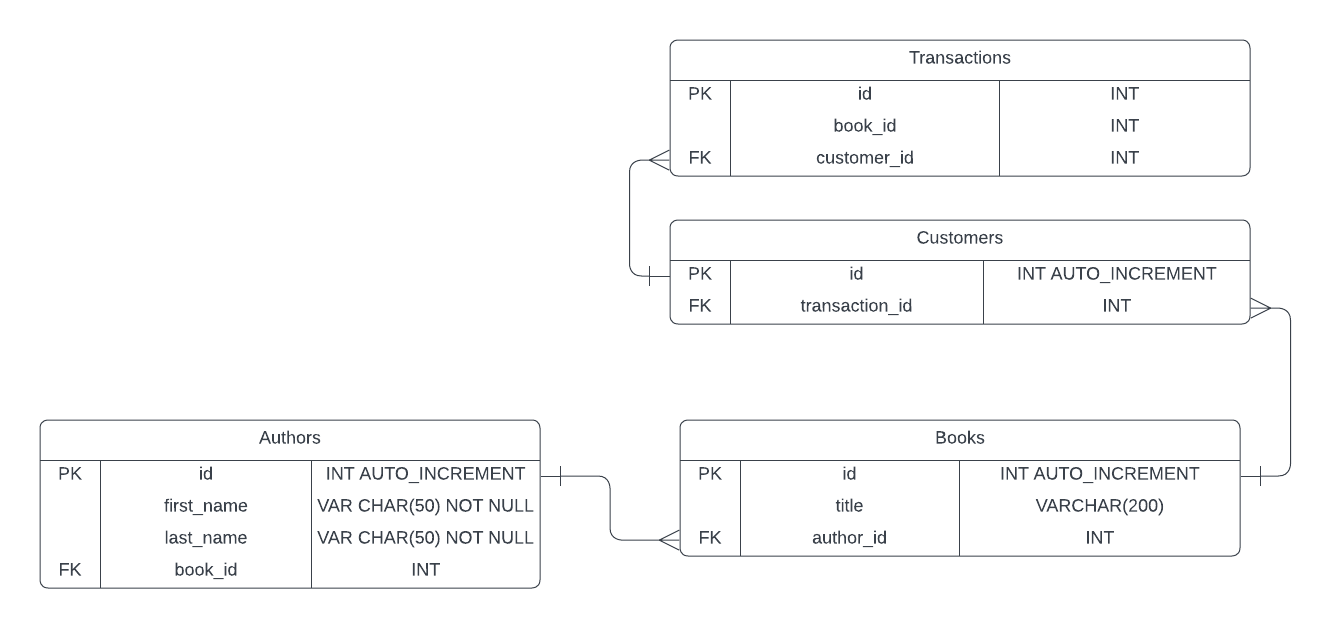 Transactions
PK id INT
book_id INT
FK customer_id INT
Customers
PK id INT AUTO_INCREMENT
FK transaction_id INT
Authors
PK id INT AUTO_INCREMENT
first_name VAR CHAR(50) NOT NULL
last_name VAR CHAR(50) NOT NULL
FK book_id INT
Books
PK id INT AUTO_INCREMENT
title VARCHAR(200)
FK author_id INT